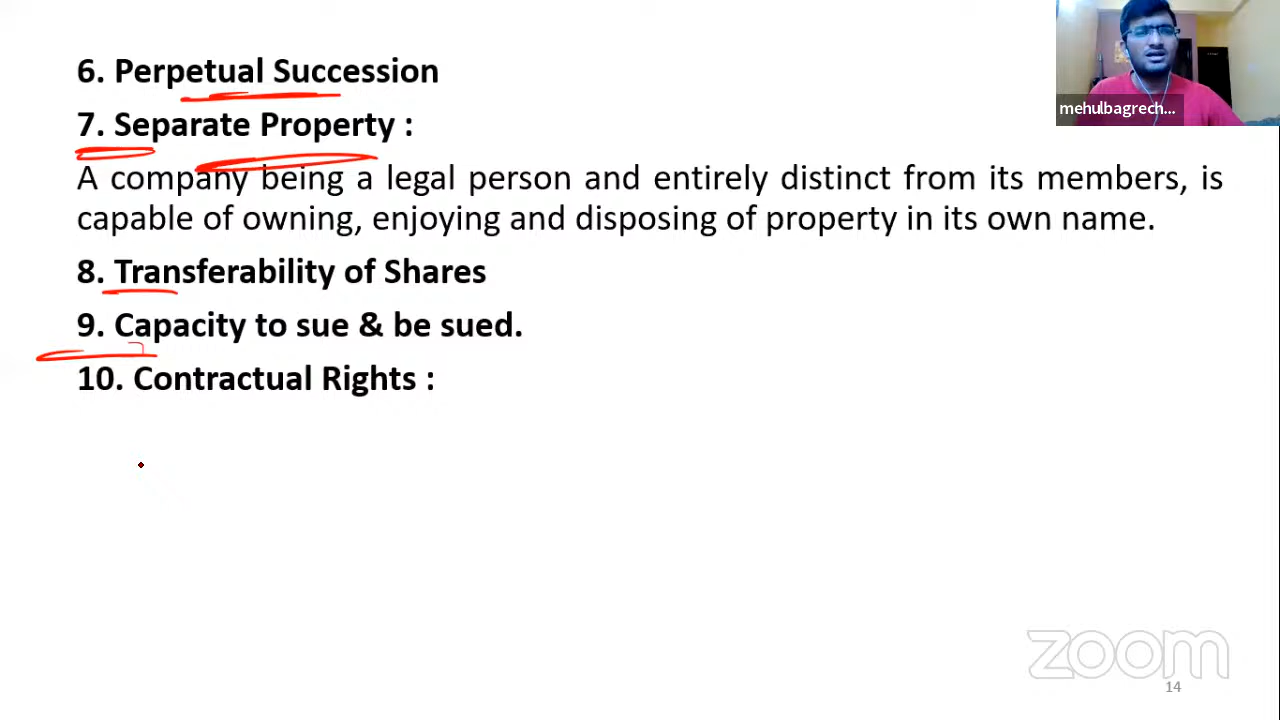 6. Perpetual Succession
mehulbagrech...
7. Separate Property :
A company being a legal person and entirely distinct from its members, is
capable of owning, enjoying and disposing of property in its own name.
8. Transferability of Shares
9. Capacity to sue & be sued.
10. Contractual Rights :
zoom
14